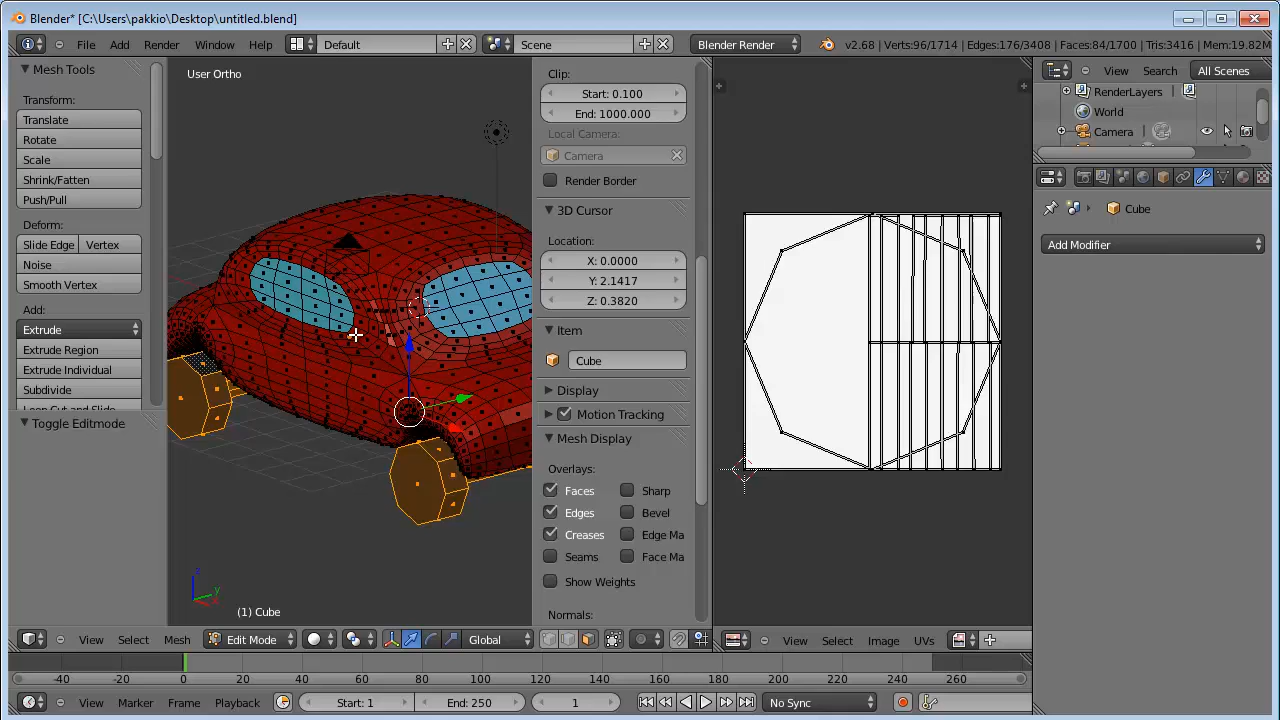 Blender* [C:\Users\pakkio\Desktop\untitled.blend]
File Add Render Window Help
Default
Scene
Blender Render
v2.68 | Verts:96/1714 | Edges:176/3408 | Faces:84/1700 | Tris:3416 | Mem:19.82M
Mesh Tools
Transform:
Translate
Rotate
Scale
Shrink/Fatten
Push/Pull
Deform:
Slide Edge Vertex
Noise
Smooth Vertex
Add:
Extrude
Extrude Region
Extrude Individual
Subdivide
Loop Cut and Slide
Toggle Editmode
User Ortho
(1) Cube
z
y
x
Clip:
Start: 0.100
End: 1000.000
Local Camera:
Camera
Render Border
3D Cursor
Location:
X: 0.0000
Y: 2.1417
Z: 0.3820
Item
Cube
Display
Motion Tracking
Mesh Display
Overlays:
Faces Sharp
Edges Bevel
Creases Edge Ma
Seams Face Ma
Show Weights
Normals:
View Search All Scenes
RenderLayers
World
Camera
Cube
Add Modifier
View Select Mesh Edit Mode Global
View Select Image UVs
-40 -20 0 20 40 60 80 100 120 140 160 180 200 220 240 260
View Marker Frame Playback Start: 1 End: 250 1 No Sync